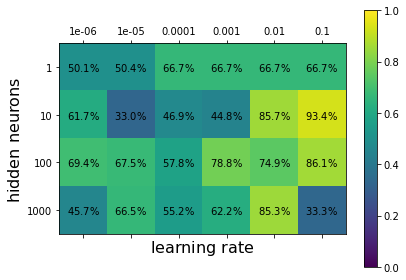 1e-06 1e-05 0.0001 0.001 0.01 0.1
1 50.1% 50.4% 66.7% 66.7% 66.7% 66.7%
10 61.7% 33.0% 46.9% 44.8% 85.7% 93.4%
100 69.4% 67.5% 57.8% 78.8% 74.9% 86.1%
1000 45.7% 66.5% 55.2% 62.2% 85.3% 33.3%
hidden neurons
learning rate
1.0
0.8
0.6
0.4
0.2
0.0